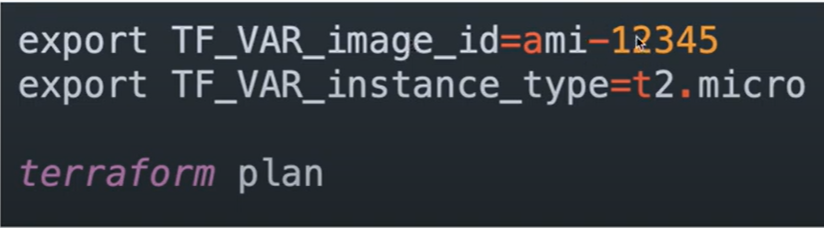 export TF_VAR_image_id=ami-12345
export TF_VAR_instance_type=t2.micro
terraform plan